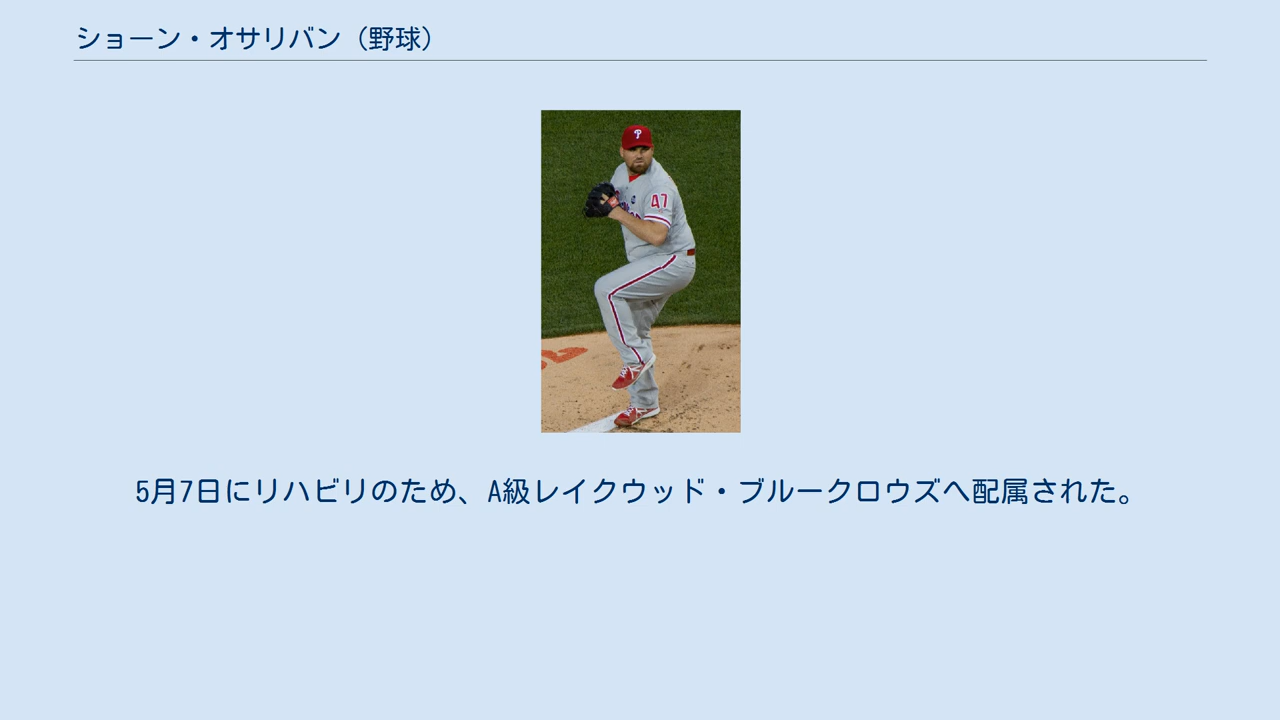 ショーン・オサリバン（野球）
P
47
5月7日にリハビリのため、A級レイクウッド・ブルークロウズへ配属された。